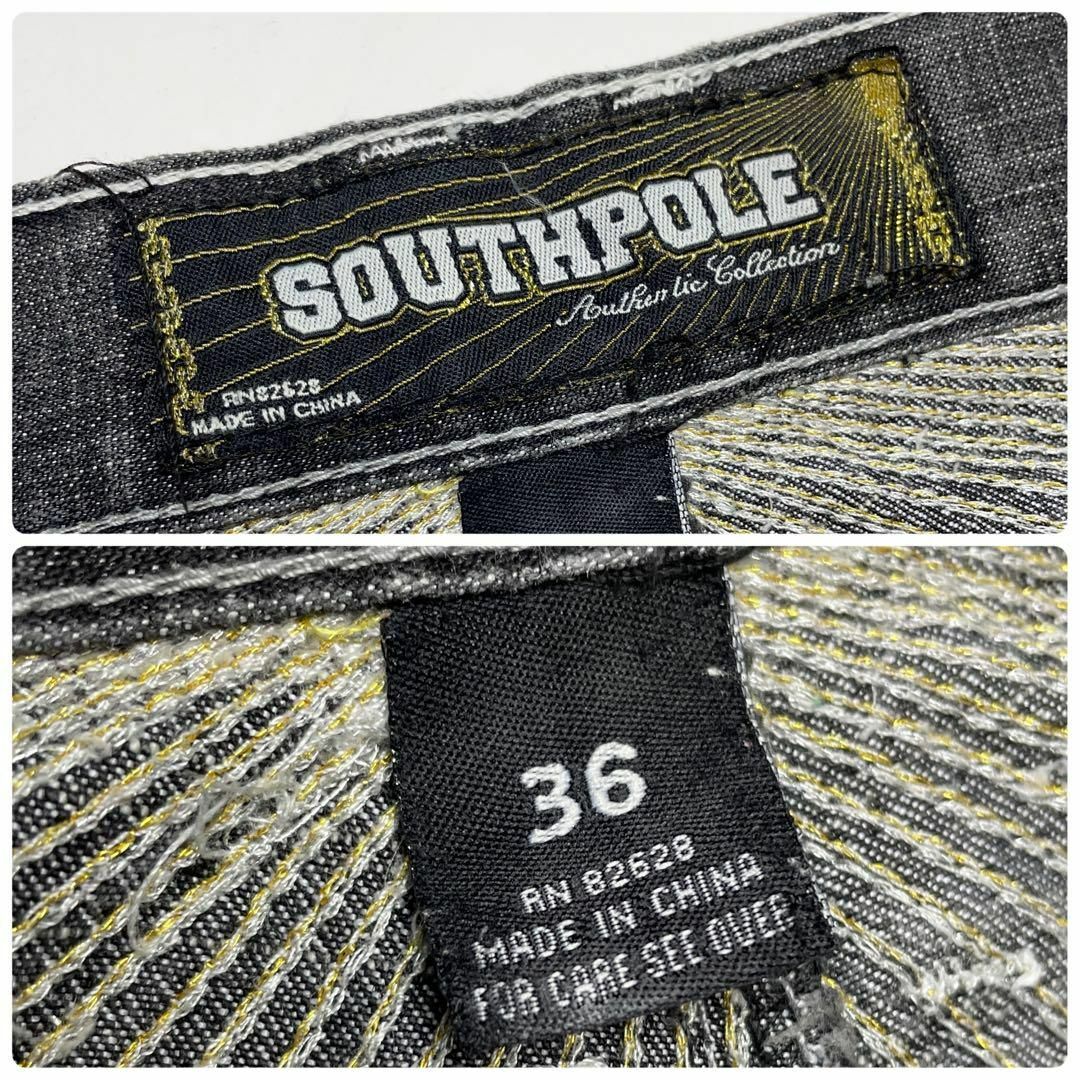 SOUTHPOLE
Authentic Collection
RN82628
MADE IN CHINA
36
RN 82628
MADE IN CHINA
FOR CARE SEE OVER